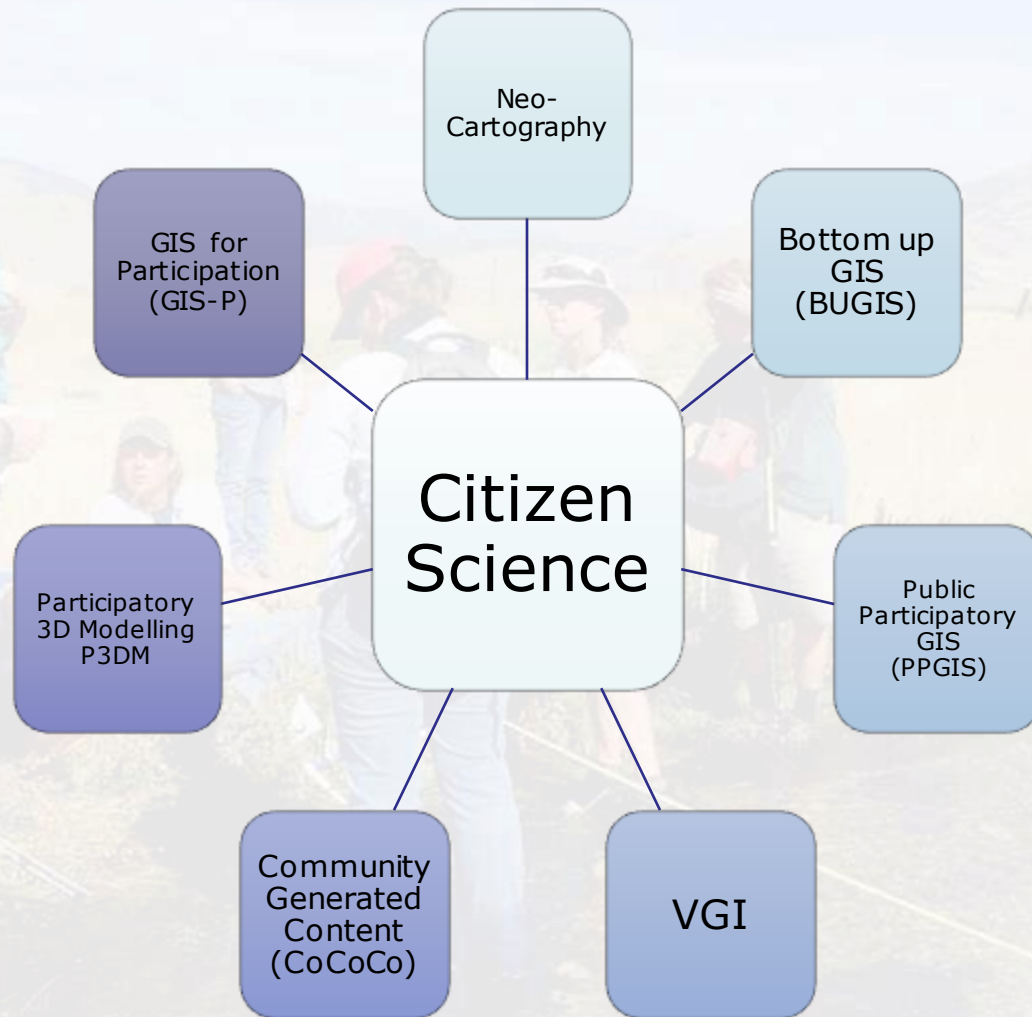 Neo-
Cartography
Bottom up
GIS
(BUGIS)
Public
Participatory
GIS
(PPGIS)
VGI
Community
Generated
Content
(CoCoCo)
Participatory
3D Modelling
P3DM
GIS for
Participation
(GIS-P)
Citizen
Science